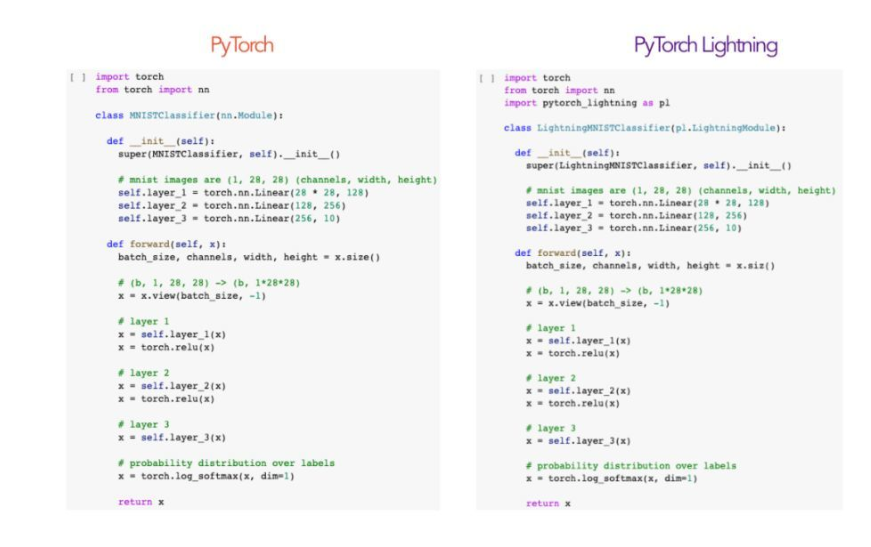 PyTorch
[ ] import torch
from torch import nn
class MNISTClassifier(nn.Module):
def __init__(self):
super(MNISTClassifier, self).__init__()
# mnist images are (1, 28, 28) (channels, width, height)
self.layer_1 = torch.nn.Linear(28 * 28, 128)
self.layer_2 = torch.nn.Linear(128, 256)
self.layer_3 = torch.nn.Linear(256, 10)
def forward(self, x):
batch_size, channels, width, height = x.size()
# (b, 1, 28, 28) -> (b, 1*28*28)
x = x.view(batch_size, -1)
# layer 1
x = self.layer_1(x)
x = torch.relu(x)
# layer 2
x = self.layer_2(x)
x = torch.relu(x)
# layer 3
x = self.layer_3(x)
# probability distribution over labels
x = torch.log_softmax(x, dim=1)
return x
PyTorch Lightning
[ ] import torch
from torch import nn
import pytorch_lightning as pl
class LightningMNISTClassifier(pl.LightningModule):
def __init__(self):
super(LightningMNISTClassifier, self).__init__()
# mnist images are (1, 28, 28) (channels, width, height)
self.layer_1 = torch.nn.Linear(28 * 28, 128)
self.layer_2 = torch.nn.Linear(128, 256)
self.layer_3 = torch.nn.Linear(256, 10)
def forward(self, x):
batch_size, channels, width, height = x.siz()
# (b, 1, 28, 28) -> (b, 1*28*28)
x = x.view(batch_size, -1)
# layer 1
x = self.layer_1(x)
x = torch.relu(x)
# layer 2
x = self.layer_2(x)
x = torch.relu(x)
# layer 3
x = self.layer_3(x)
# probability distribution over labels
x = torch.log_softmax(x, dim=1)
return x